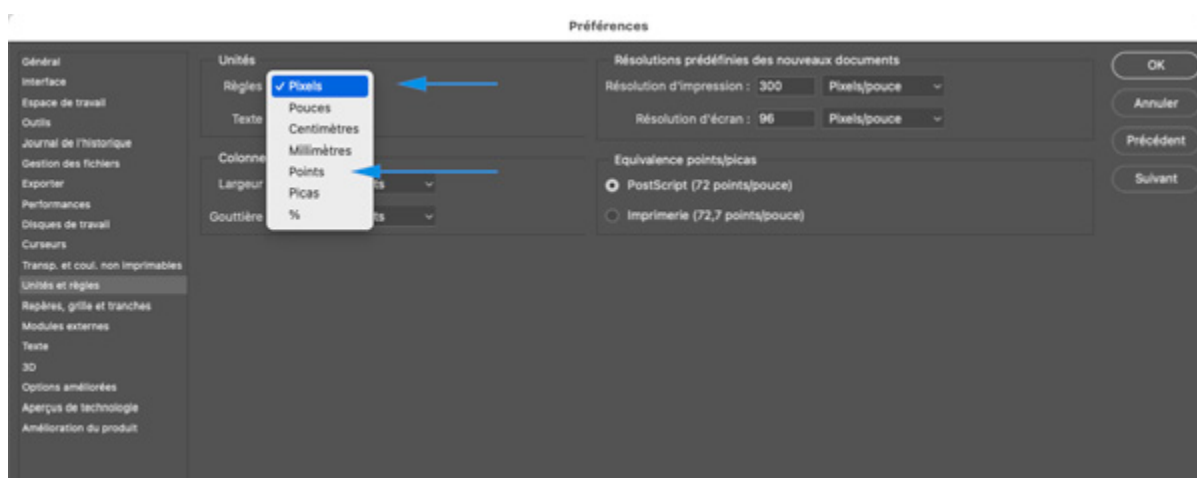 Préférences
Général
Interface
Espace de travail
Outils
Journal de l'historique
Gestion des fichiers
Exporter
Performances
Disques de travail
Curseurs
Transp. et coul. non imprimables
Unités et règles
Repères, grille et tranches
Modules externes
Texte
3D
Options améliorées
Aperçus de technologie
Amélioration du produit
Unités
Règles
✓ Pixels
Pouces
Centimètres
Millimètres
Points
Picas
%
Texte
Colonne
Largeur
ts
Gouttière
ts
Résolutions prédéfinies des nouveaux documents
Résolution d'impression : 300 Pixels/pouce
Résolution d'écran : 96 Pixels/pouce
Equivalence points/picas
PostScript (72 points/pouce)
Imprimerie (72,7 points/pouce)
OK
Annuler
Précédent
Suivant